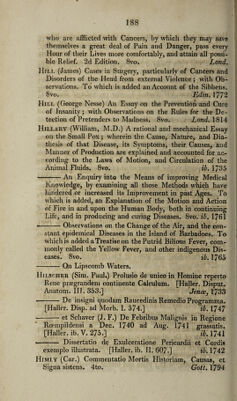 188
who are afflicted with Cancers, by which they may save
themselves a great deal of Pain and Danger, pass every
Hour of their Lives more comfortably, and attain all possi-
ble Relief. 2d Edition. 8vo. Lond.
HILL (James) Cases in Surgery, particularly of Cancers and
Disorders of the Head from external Violence; with Ob-
servations. To which is added an Account of the Sibbens.
8vo. Edin. 1772
HILL (George Nesse) An Essay on the Prevention and Cure
of Insanity; with Observations on the Rules for the De-
tection of Pretenders to Madness. 8vo. Lond. 1814
HILLARY (William, M.D.) A rational and mechanical Essay
on the Small Pox; wherein the Cause, Nature, and Dia-
thesis of that Disease, its Symptoms, their Causes, and
Manner of Production are explained and accounted for ac-
cording to the Laws of Motion, and Circulation of the
Animal Fluids. 8vo. ib. 1735
—— An Enquiry into the Means of improving Medical
Knowledge, by examining all those Methods which have
hindered or increased its Improvement in past Ages. To
which is added, an Explanation of the Motion and Action
of Fire in and upon the Human Body, both in continuing
Life, and in producing and curing Diseases. 8vo. ib. 1761
—— Observations on the Changes of the Air, and the con-
stant epidemical Diseases in the Island of Barbadoes. To
which is added a Treatise on the Putrid Bilious Fever, com-
monly called the Yellow Fever, and other indigenous Dis-
eases. 8vo. ib. 1765
—— On Lipscomb Waters.
HILSCHER (Sim. Paul.) Prolusio de unico in Homine reperto
Rene prægrandem continente Calculum. [Haller. Disput.
Anatom. III. 353.] Jenæ, 1733
—— De insigni quodam Raucedinis Remedio Programma.
[Haller. Disp. ad Morb. I. 574.] ib. 1747
—— et Schaver (J. F.) De Febribus Malignis in Regione
Rœmpildensi a Dec. 1740 ad Aug. 1741 grassatis.
[Haller. ib. V. 275.] ib. 1741
—— Dissertatio de Exulceratione Pericardii et Cordis
exemplo illustrata. [Haller, ib. II. 607.] ib. 1742
HIMLY (Car.) Commentatio Mortis Historiam, Causas, et
Signa sistens. 4to. Gott. 1794